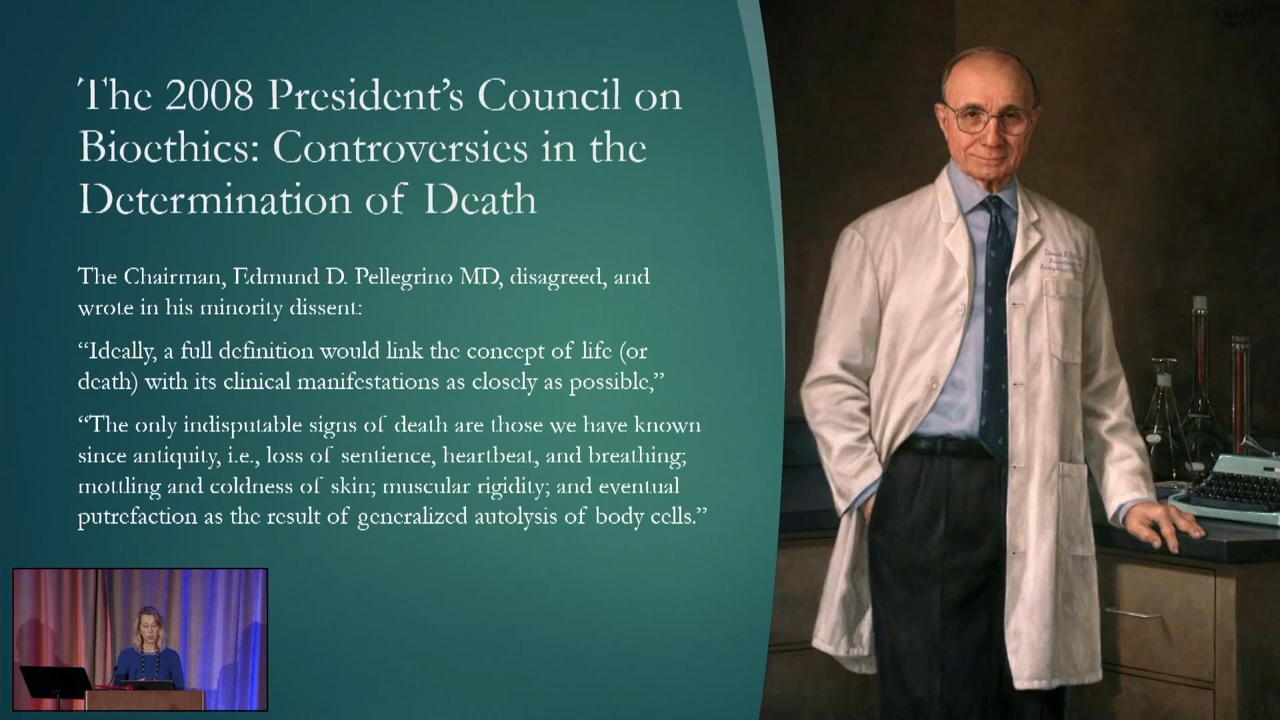 The 2008 President's Council on
Bioethics: Controversies in the
Determination of Death
The Chairman, Edmund D. Pellegrino MD, disagreed, and
wrote in his minority dissent:
“Ideally, a full definition would link the concept of life (or
death) with its clinical manifestations as closely as possible,”
“The only indisputable signs of death are those we have known
since antiquity, i.e., loss of sentience, heartbeat, and breathing;
mottling and coldness of skin; muscular rigidity; and eventual
putrefaction as the result of generalized autolysis of body cells.”